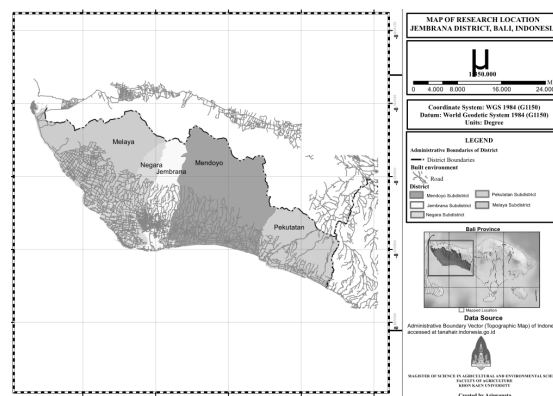 MAP OF RESEARCH LOCATION
JEMBRANA DISTRICT, BALI, INDONESIA
0 4.000 8.000 16.000 24.000
Coordinate System: WGS 1984 (G1150)
Datum: World Geodetic System 1984 (G1150)
Units: Degree
LEGEND
Administrative Boundaries of District
District Boundaries
Built environment
Road
District
Mendoyo Subdistrict
Pekutatan Subdistrict
Jembrana Subdistrict
Melaya Subdistrict
Negara Subdistrict
Bali Province
Mapped Location
Data Source
Administrative Boundary Vector (Topographic Map) of Indone
accessed at tanahair.indonesia.go.id
MAGISTER OF SCIENCE IN AGRICULTURAL AND ENVIRONMENTAL SCIE
FACULTY OF AGRICULTURE
KHON KAEN UNIVERSITY
Melaya
Negara
Jembrana
Mendoyo
Pekutatan